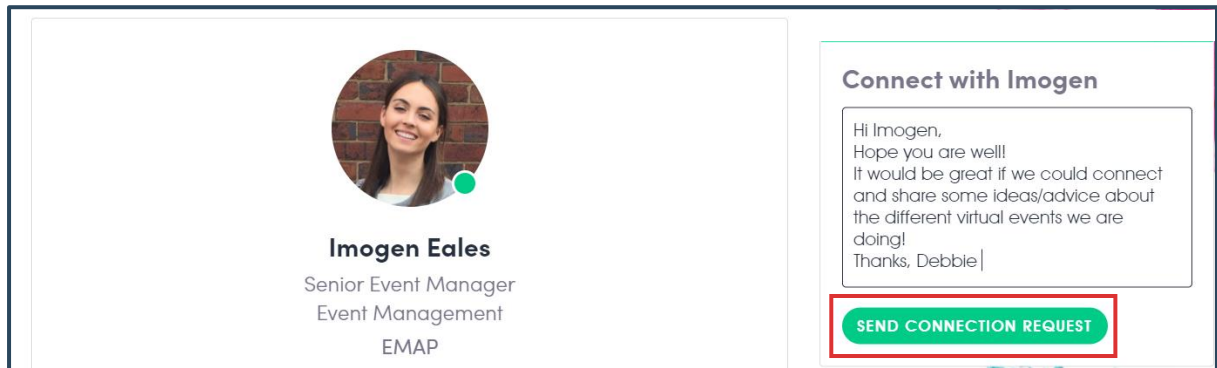 Imogen Eales
Senior Event Manager
Event Management
EMAP
Connect with Imogen
Hi Imogen,
Hope you are well!
It would be great if we could connect
and share some ideas/advice about
the different virtual events we are
doing!
Thanks, Debbie
SEND CONNECTION REQUEST